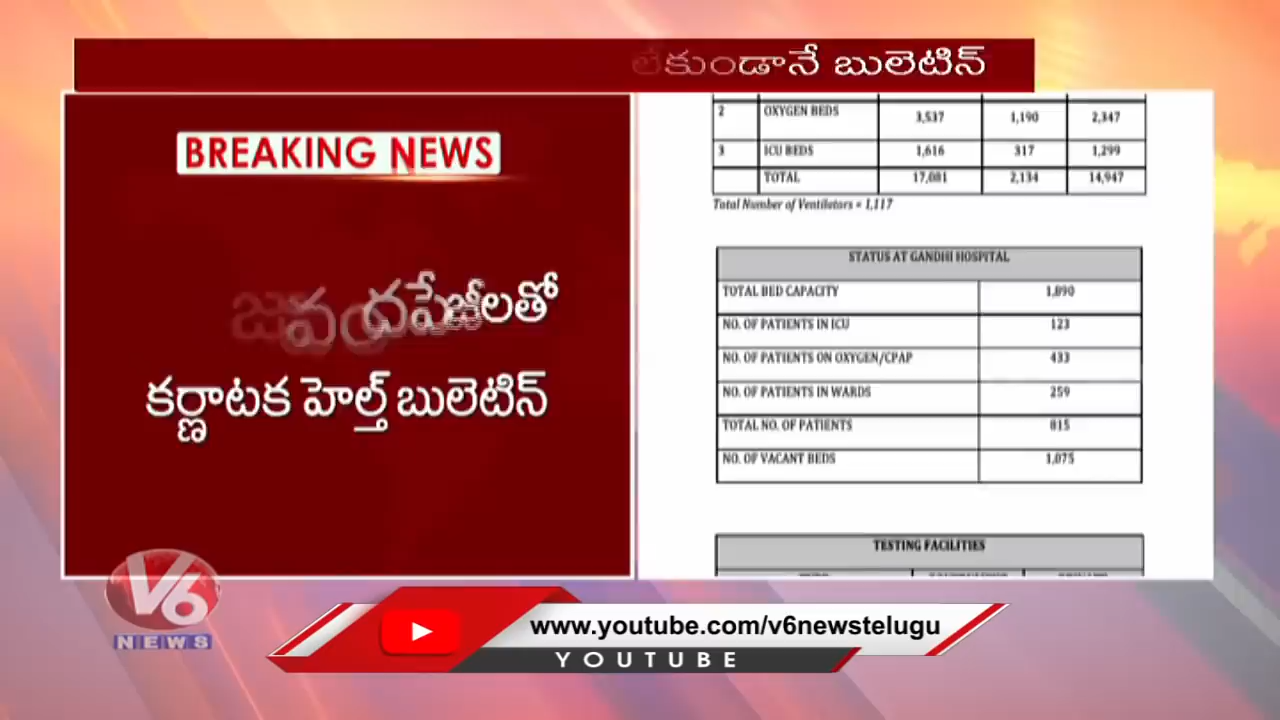 లేకుండానే బులెటిన్
BREAKING NEWS
పేజీలతో
కర్ణాటక హెల్త్ బులెటిన్
2 OXYGEN BEDS 3,537 1,190 2,347
3 ICU BEDS 1,616 317 1,299
TOTAL 17,081 2,134 14,947
Total Number of Ventilators = 1,117
STATUS AT GANDHI HOSPITAL
TOTAL BED CAPACITY 1,890
NO. OF PATIENTS IN ICU 123
NO. OF PATIENTS ON OXYGEN/CPAP 433
NO. OF PATIENTS IN WARDS 259
TOTAL NO. OF PATIENTS 815
NO. OF VACANT BEDS 1,075
TESTING FACILITIES
V6
NEWS
www.youtube.com/v6newstelugu
YOUTUBE